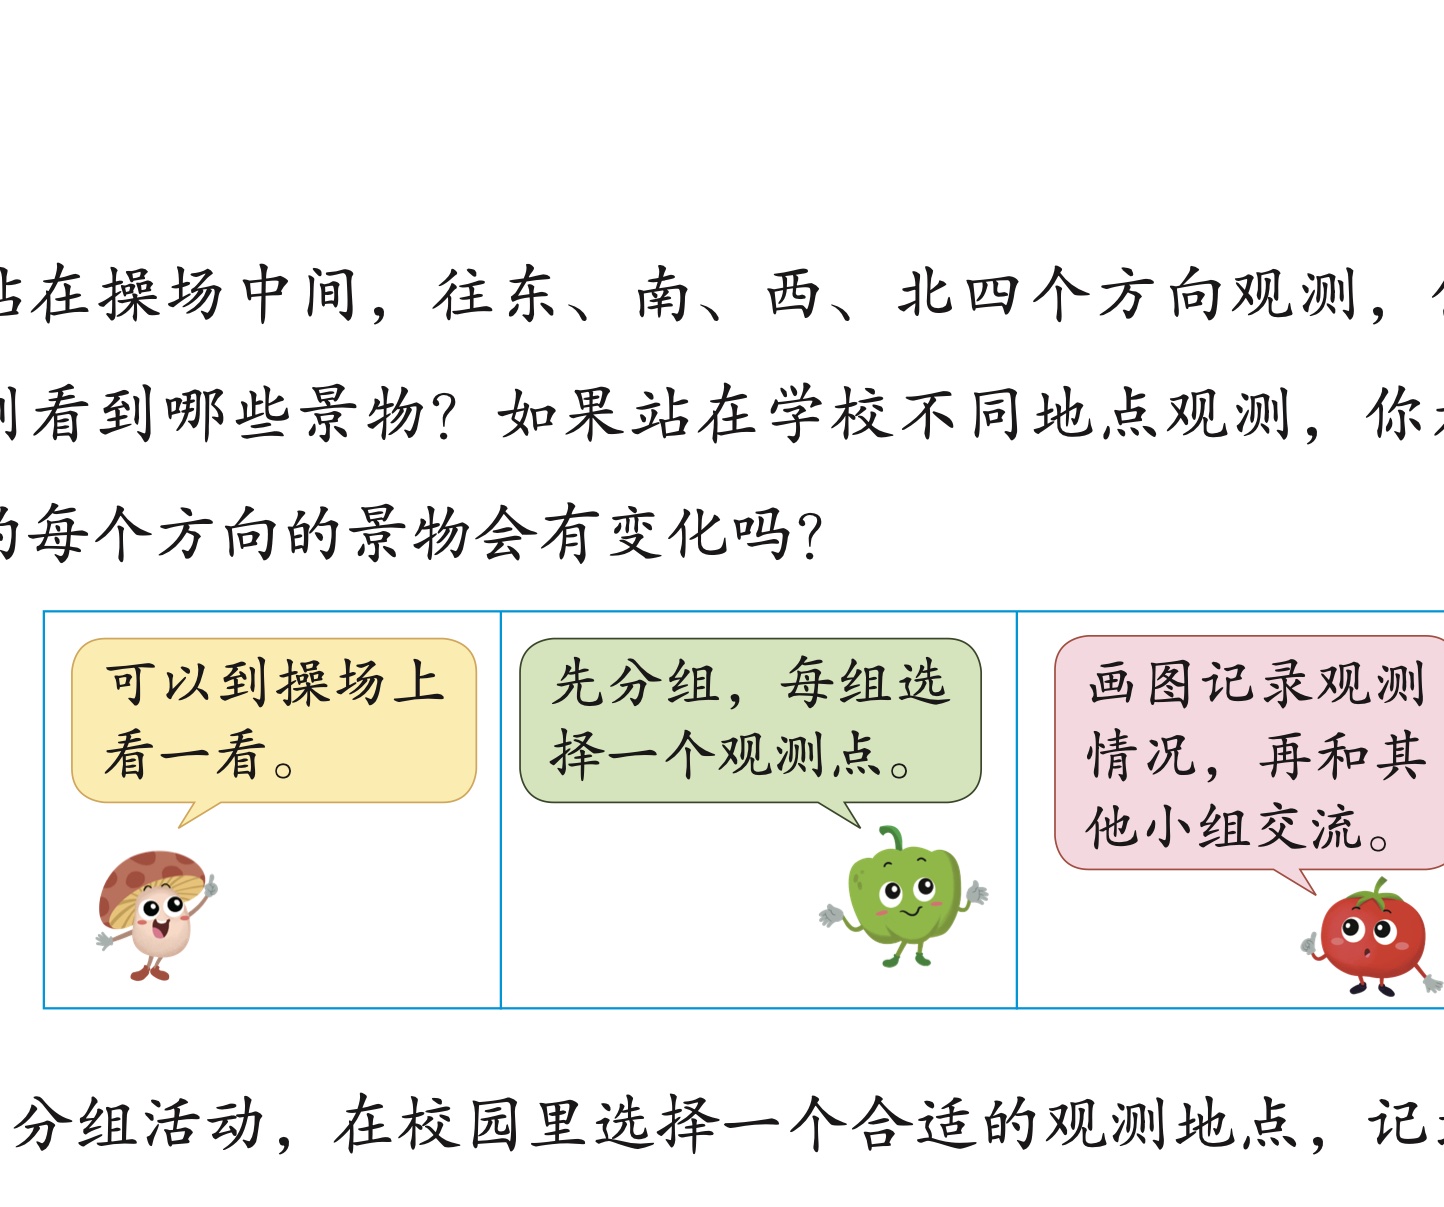 站在操场中间，往东、南、西、北四个方向观测，
别看到哪些景物？如果站在学校不同地点观测，你
的每个方向的景物会有变化吗？
可以到操场上
看一看。
先分组，每组选
择一个观测点。
画图记录观测
情况，再和其
他小组交流。
分组活动，在校园里选择一个合适的观测地点，记